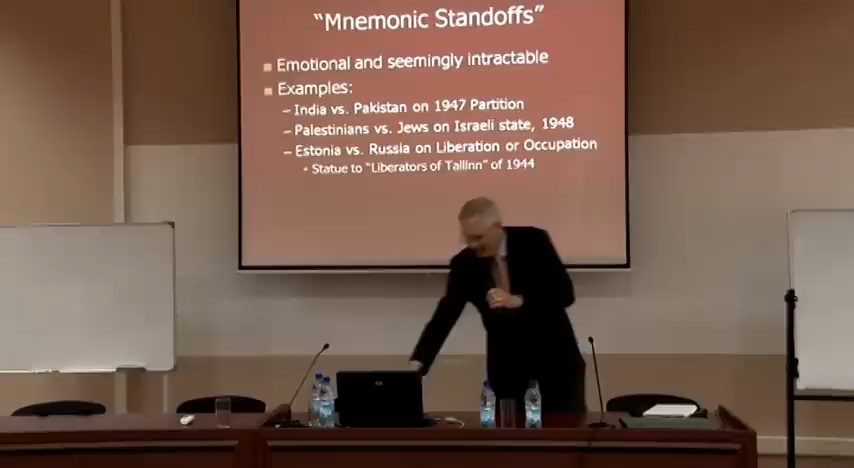 "Mnemonic Standoffs"
Emotional and seemingly intractable
Examples:
– India vs. Pakistan on 1947 Partition
– Palestinians vs. Jews on Israeli state, 1948
– Estonia vs. Russia on Liberation or Occupation
• Statue to "Liberators of Tallinn" of 1944